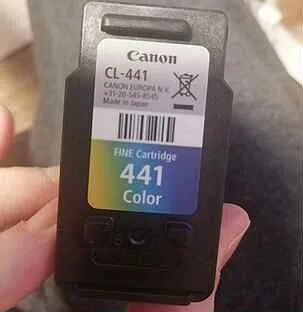 Canon
CL-441
CANON EUROPA N.V.
+31-20-545-8545
Made in Japan
FINE Cartridge
441
Color